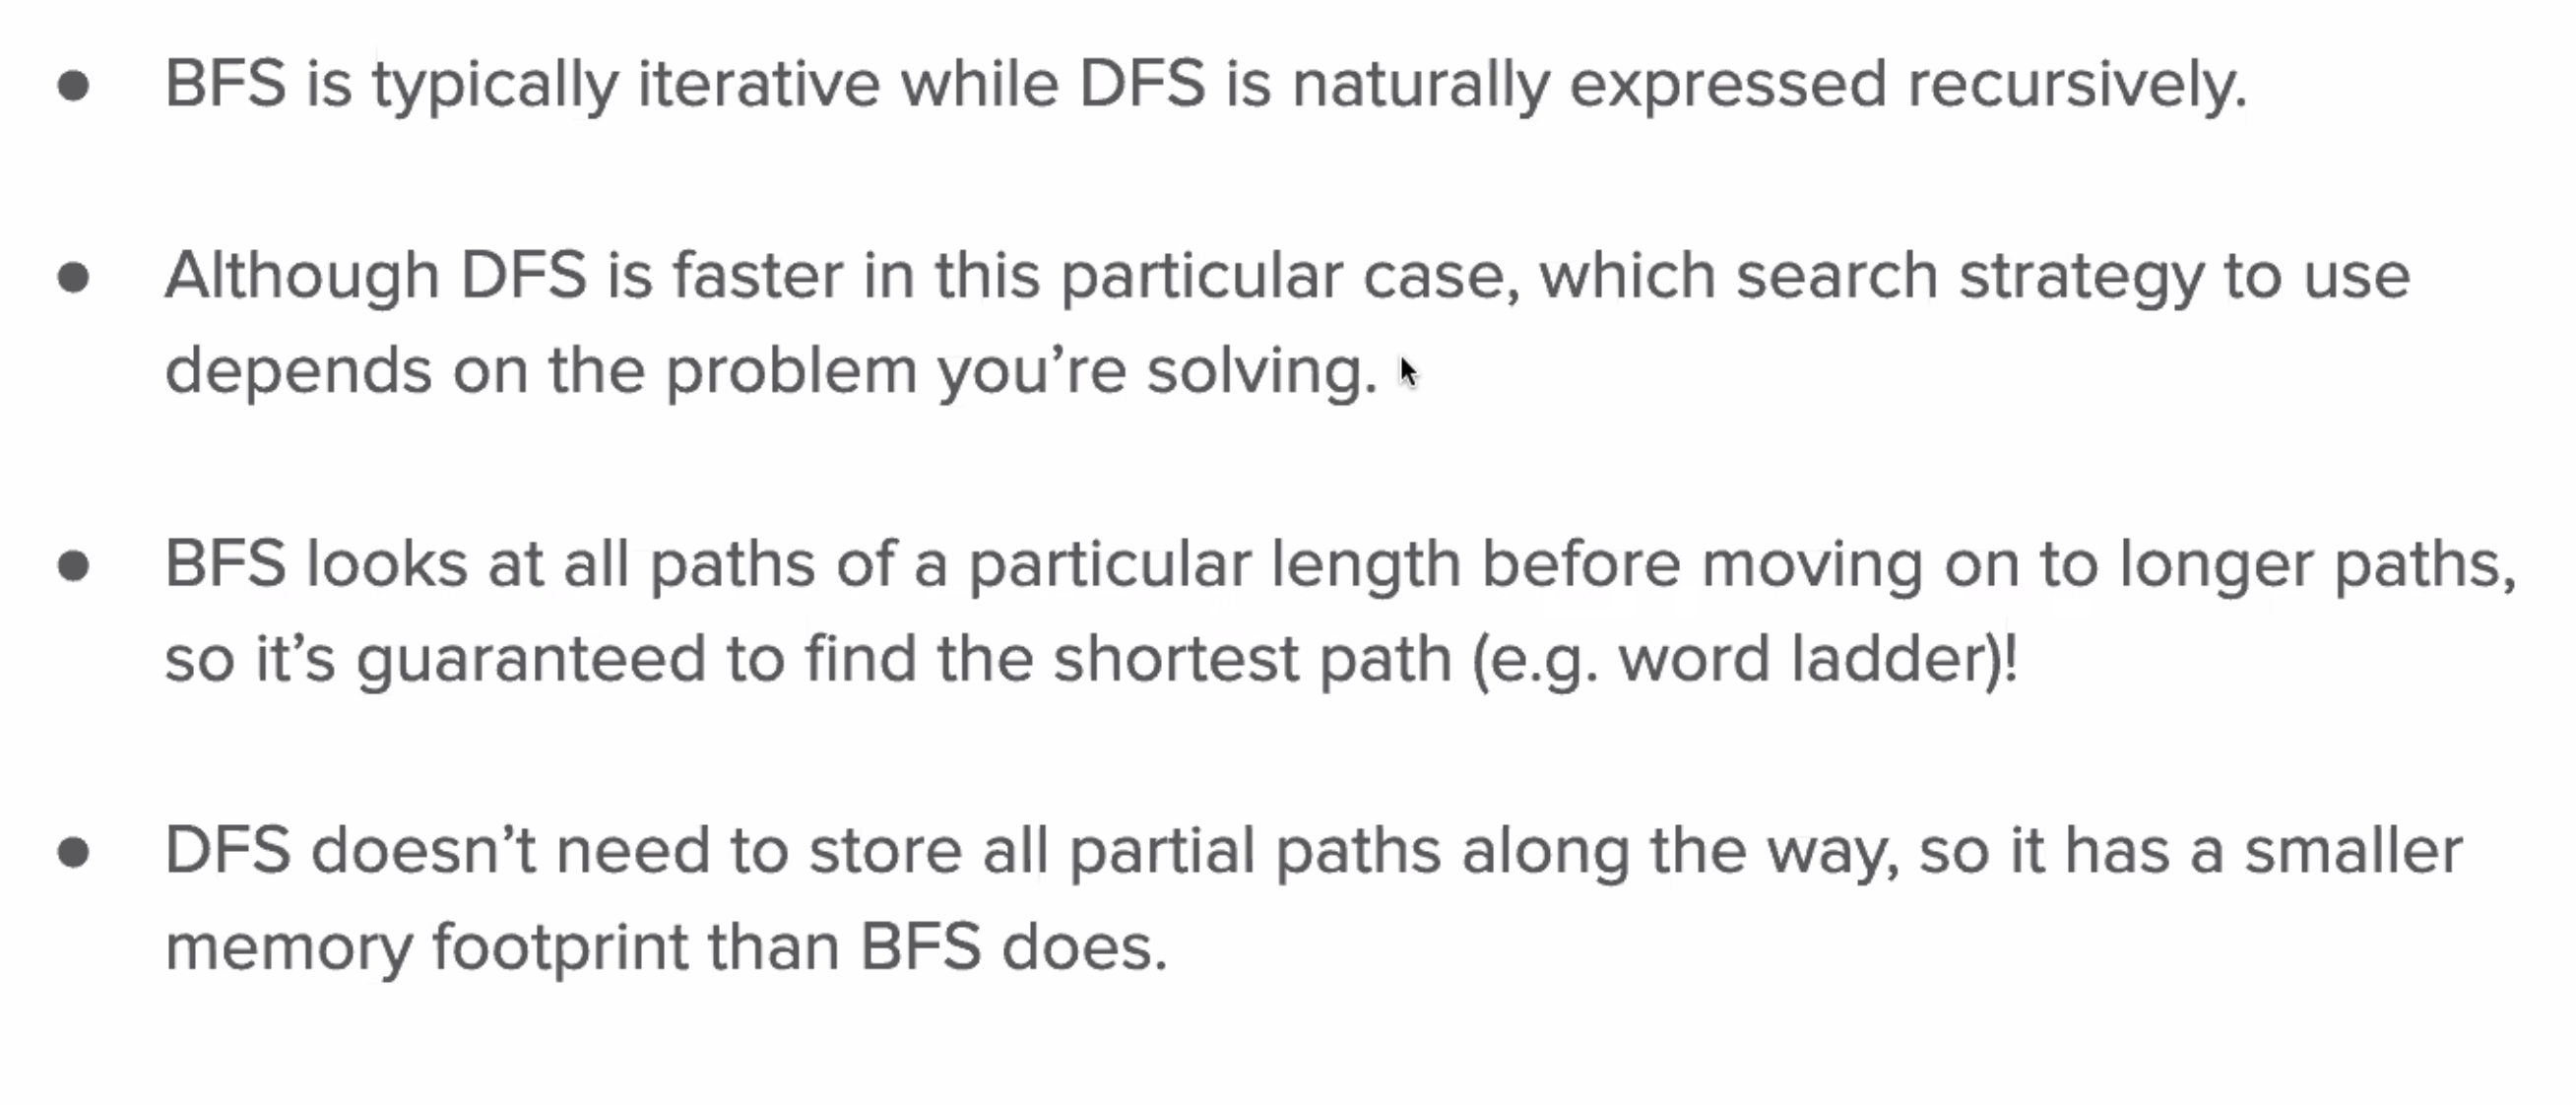 ● BFS is typically iterative while DFS is naturally expressed recursively.
● Although DFS is faster in this particular case, which search strategy to use
depends on the problem you’re solving.
● BFS looks at all paths of a particular length before moving on to longer paths,
so it’s guaranteed to find the shortest path (e.g. word ladder)!
● DFS doesn’t need to store all partial paths along the way, so it has a smaller
memory footprint than BFS does.